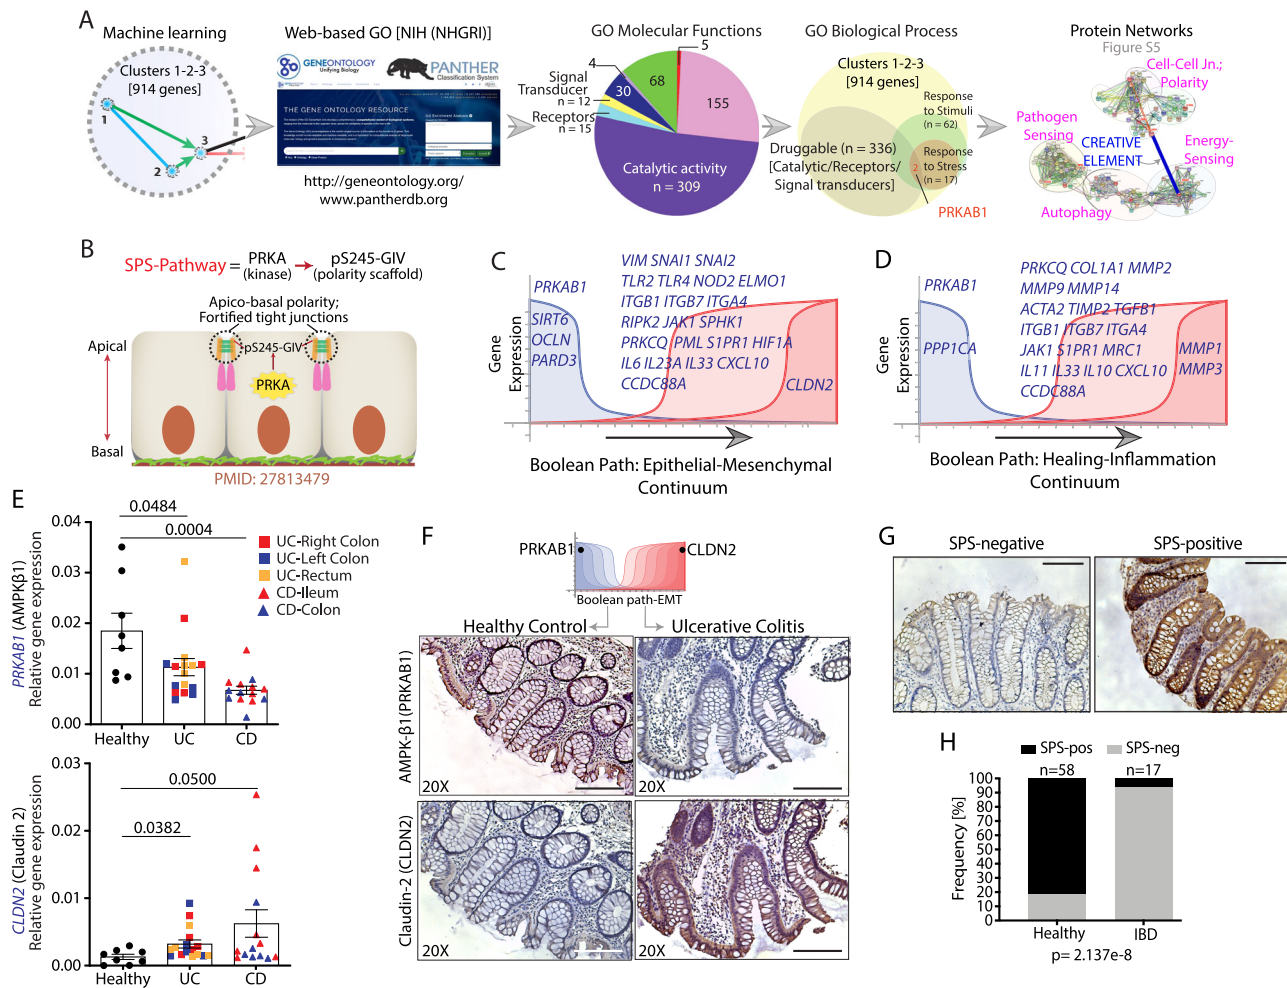 A
Machine learning
Clusters 1-2-3
[914 genes]
1
2
3
Web-based GO [NIH (NHGRI)]
GENEONTOLOGY
Unifying Biology
PANTHER
Classification System
THE GENE ONTOLOGY RESOURCE
http://geneontology.org/
www.pantherdb.org
GO Molecular Functions
5
4
68
155
30
Signal
Transducer
n = 12
Receptors
n = 15
Catalytic activity
n = 309
GO Biological Process
Clusters 1-2-3
[914 genes]
Response
to Stimuli
(n = 62)
Druggable (n = 336)
[Catalytic/Receptors/
Signal transducers]
Response
to Stress
(n = 17)
2
PRKAB1
Protein Networks
Figure S5
Cell-Cell Jn.;
Polarity
Pathogen
Sensing
CREATIVE
ELEMENT
Energy-
Sensing
Autophagy
B
SPS-Pathway = PRKA
(kinase)
pS245-GIV
(polarity scaffold)
Apico-basal polarity;
Fortified tight junctions
Apical
pS245-GIV
PRKA
Basal
PMID: 27813479
C
Gene
Expression
PRKAB1
SIRT6
OCLN
PARD3
VIM SNAI1 SNAI2
TLR2 TLR4 NOD2 ELMO1
ITGB1 ITGB7 ITGA4
RIPK2 JAK1 SPHK1
PRKCQ PML S1PR1 HIF1A
IL6 IL23A IL33 CXCL10
CCDC88A
CLDN2
Boolean Path: Epithelial-Mesenchymal
Continuum
D
Gene
Expression
PRKAB1
PPP1CA
PRKCQ COL1A1 MMP2
MMP9 MMP14
ACTA2 TIMP2 TGFB1
ITGB1 ITGB7 ITGA4
JAK1 S1PR1 MRC1
IL11 IL33 IL10 CXCL10
CCDC88A
MMP1
MMP3
Boolean Path: Healing-Inflammation
Continuum
E
PRKAB1 (AMPKβ1)
Relative gene expression
0.04
0.03
0.02
0.01
0.00
0.0484
0.0004
Healthy
UC
CD
UC-Right Colon
UC-Left Colon
UC-Rectum
CD-Ileum
CD-Colon
CLDN2 (Claudin 2)
Relative gene expression
0.03
0.02
0.01
0.00
0.0500
0.0382
Healthy
UC
CD
F
PRKAB1
CLDN2
Boolean path-EMT
Healthy Control
Ulcerative Colitis
AMPK-β1(PRKAB1)
20X
20X
Claudin-2 (CLDN2)
20X
20X
G
SPS-negative
SPS-positive
H
SPS-pos
SPS-neg
n=58
n=17
Frequency [%]
100
90
80
70
60
50
40
30
20
10
0
Healthy
IBD
p= 2.137e-8